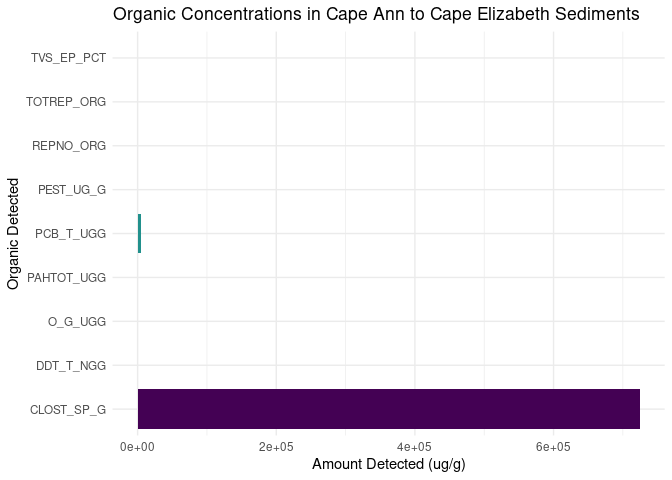 Organic Concentrations in Cape Ann to Cape Elizabeth Sediments
Organic Detected
TVS_EP_PCT
TOTREP_ORG
REPNO_ORG
PEST_UG_G
PCB_T_UGG
PAHTOT_UGG
O_G_UGG
DDT_T_NGG
CLOST_SP_G
0e+00 2e+05 4e+05 6e+05
Amount Detected (ug/g)